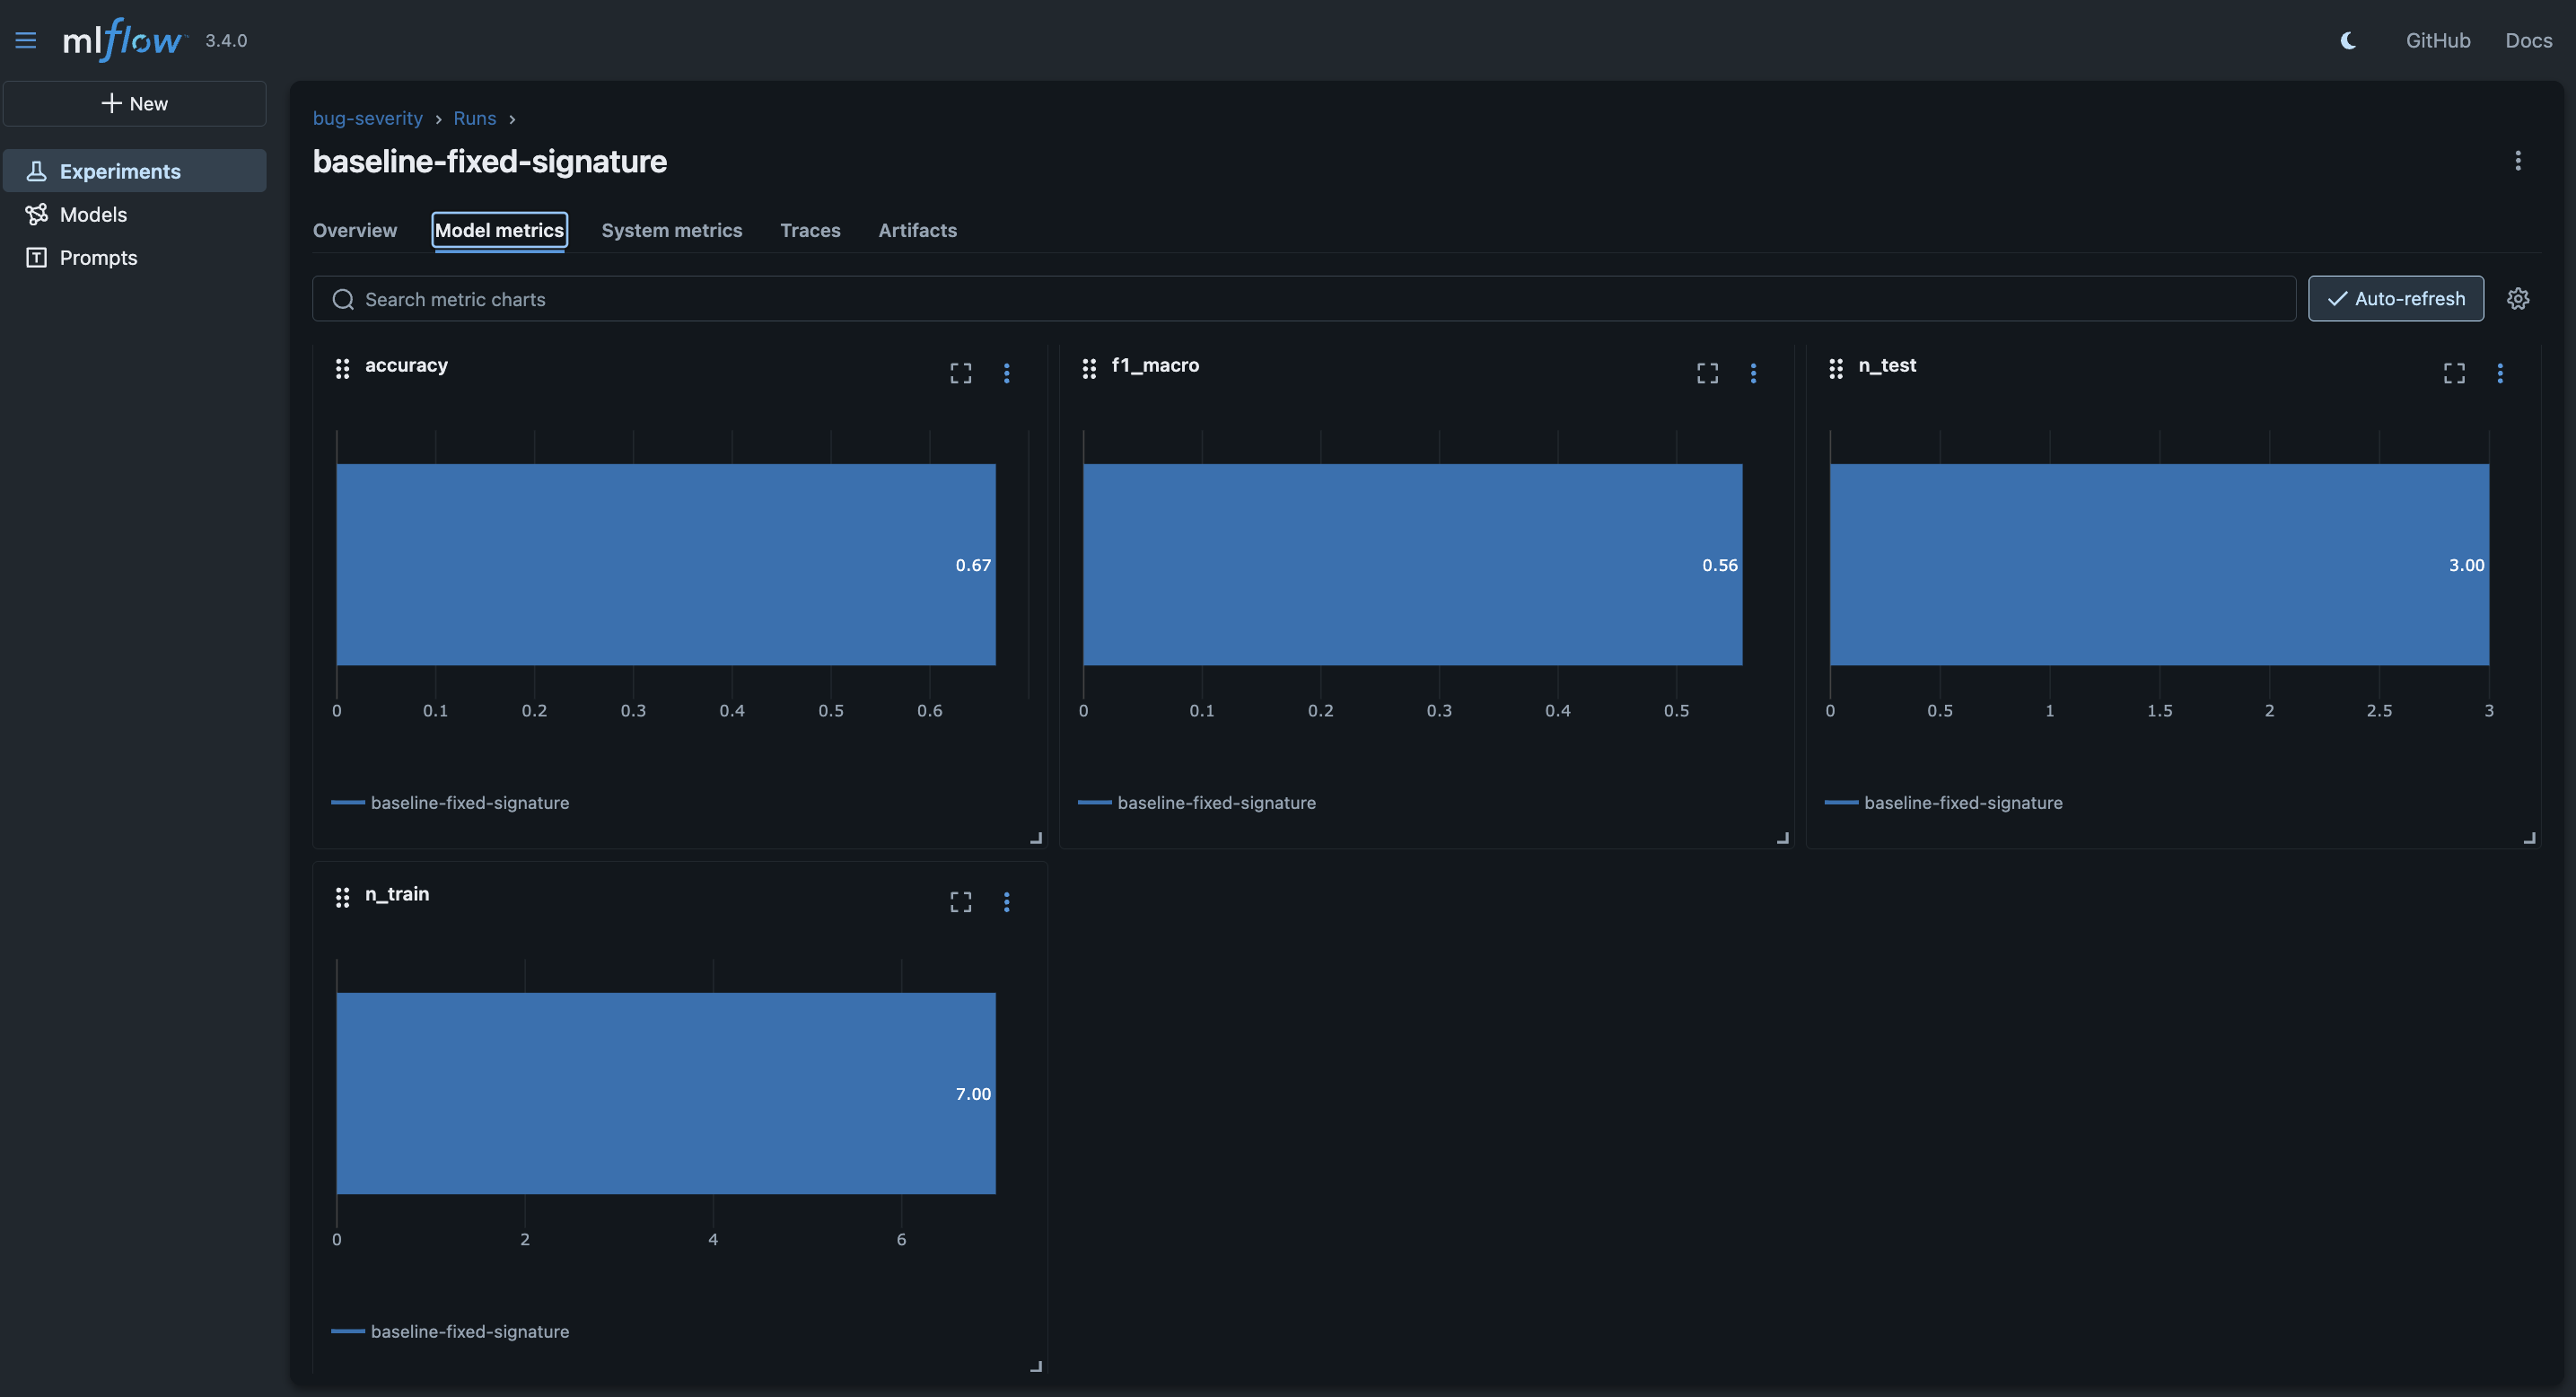 mlflow 3.4.0
GitHub Docs
New
Experiments
Models
Prompts
bug-severity › Runs ›
baseline-fixed-signature
Overview Model metrics System metrics Traces Artifacts
Search metric charts
Auto-refresh
accuracy
0.67
0 0.1 0.2 0.3 0.4 0.5 0.6
baseline-fixed-signature
f1_macro
0.56
0 0.1 0.2 0.3 0.4 0.5
baseline-fixed-signature
n_test
3.00
0 0.5 1 1.5 2 2.5 3
baseline-fixed-signature
n_train
7.00
0 2 4 6
baseline-fixed-signature